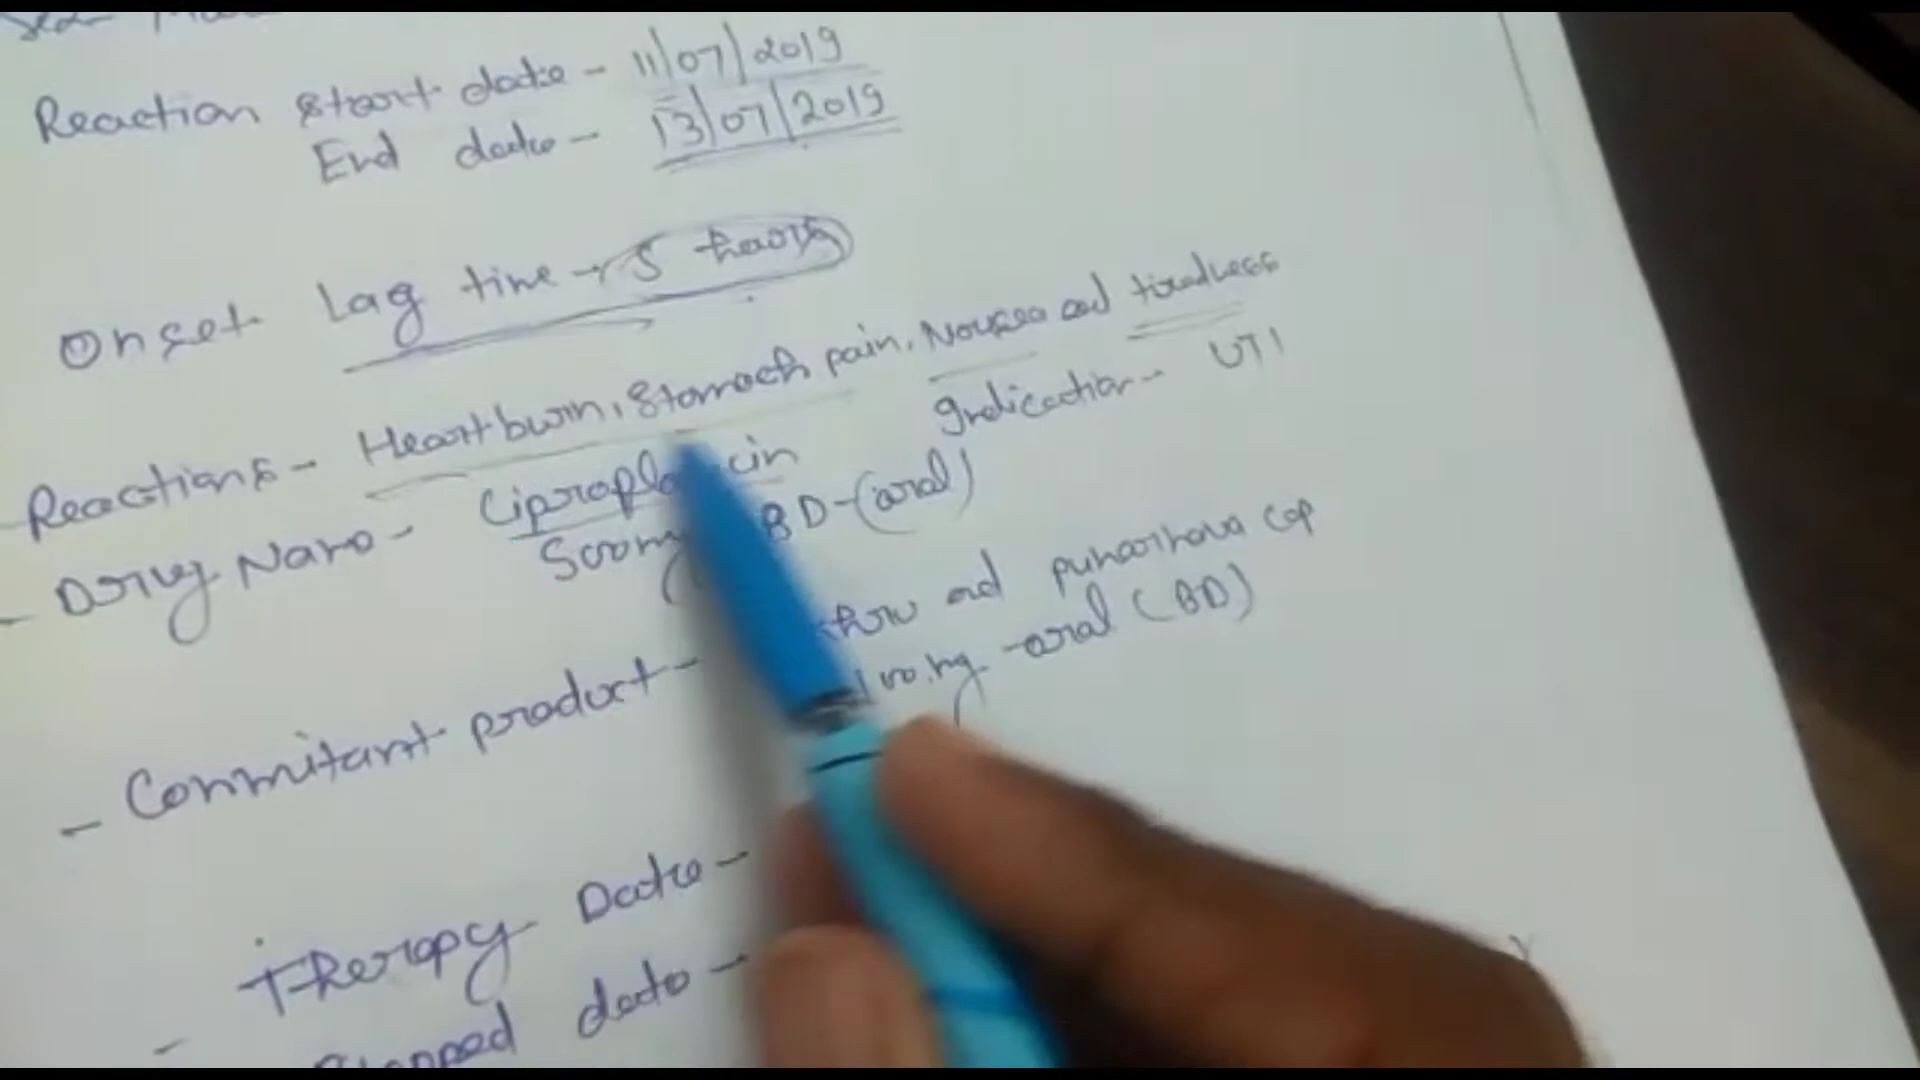 Reaction start date - 11/07/2019
End date - 13/07/2019
Onset Lag time → 5 hours
Reactions - Heartburn, Stomach pain, Nausea and tiredness
Drug Name - cin Indication - UTI
500mg BD - (oral)
Conmitant product - and punarnava cap
100mg - oral (BD)
- Therapy Date -
date -